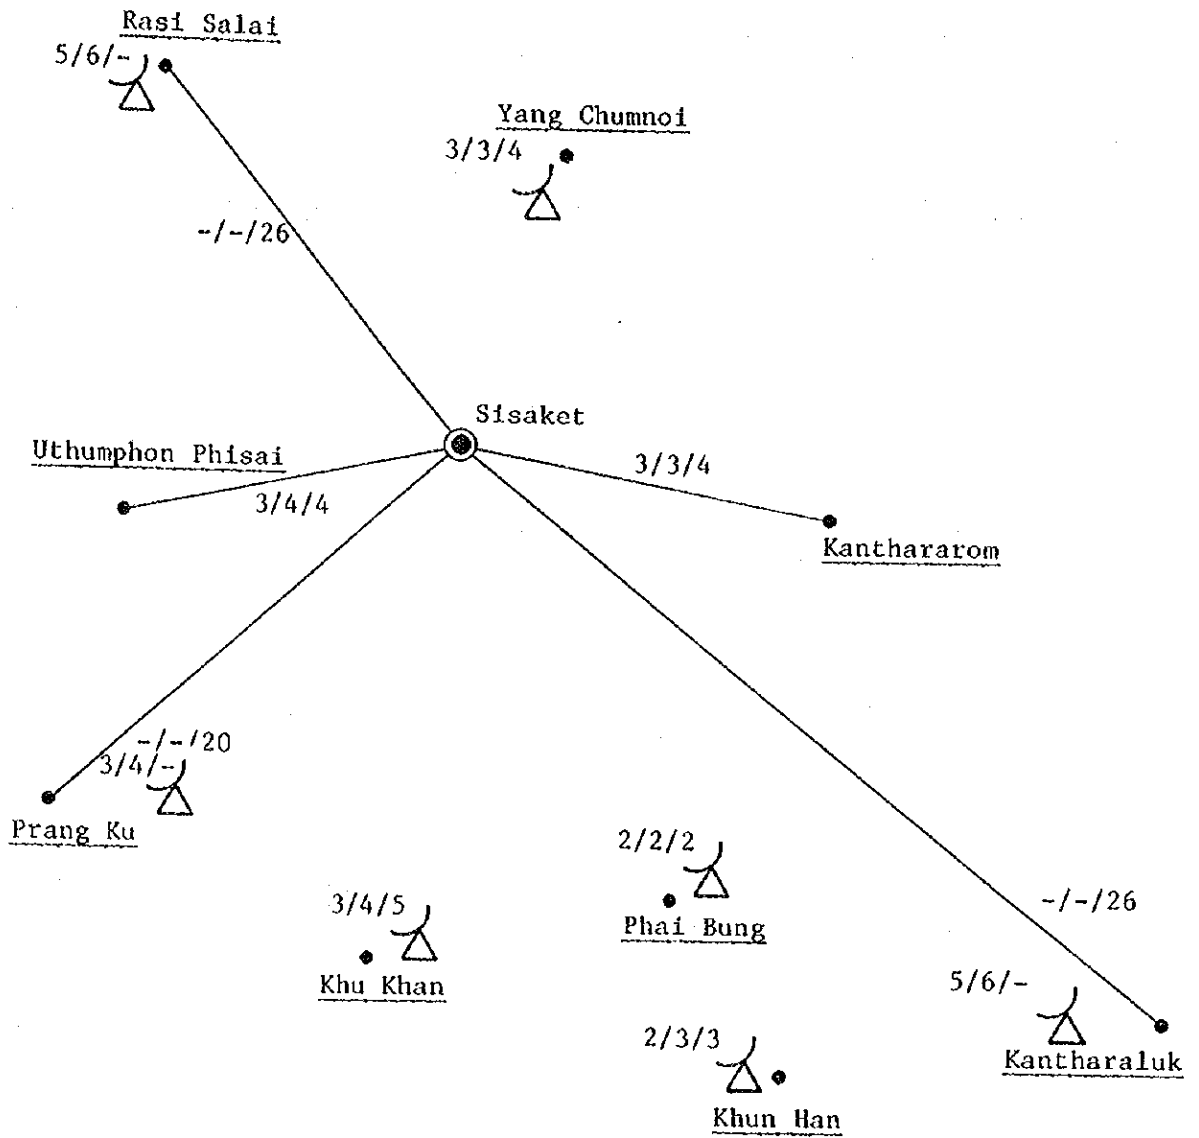 Rasi Salai
5/6/-
Yang Chumnoi
3/3/4
-/-/26
Sisaket
Uthumphon Phisai
3/4/4
3/3/4
Kanthararom
-/-/20
3/4/-
Prang Ku
2/2/2
Phai Bung
3/4/5
Khu Khan
-/-/26
5/6/-
Kantharaluk
2/3/3
Khun Han